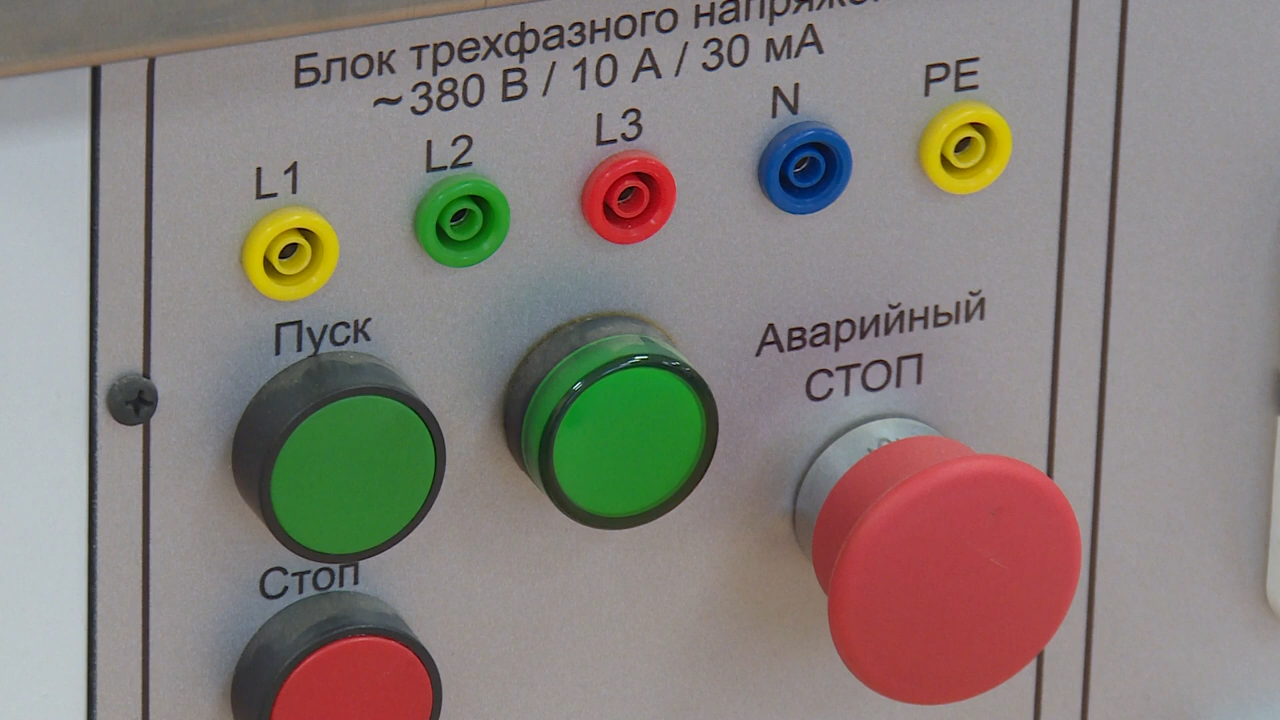 Блок трехфазного
~380 В / 10 А / 30 мА
L1 L2 L3 N PE
Пуск
Аварийный
СТОП
Стоп